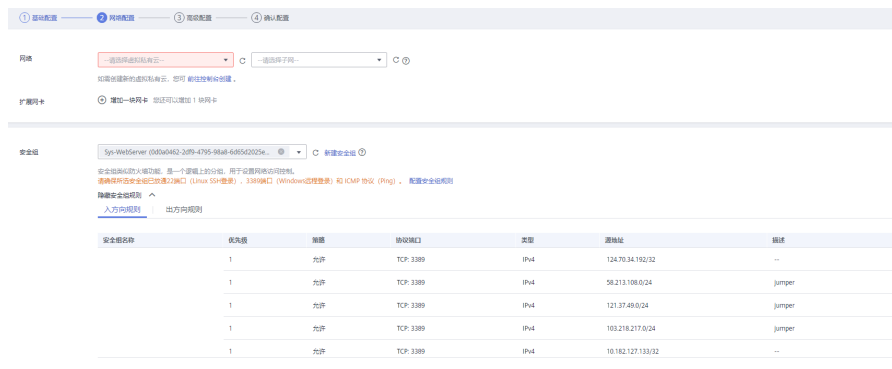 1 基础配置 2 网络配置 3 高级配置 4 确认配置
网络 --请选择虚拟私有云-- --请选择子网--
如需创建新的虚拟私有云，您可 前往控制台创建 。
扩展网卡 增加一块网卡 您还可以增加 1 块网卡
安全组 Sys-WebServer (0d0a0462-2df9-4795-98a8-6d65d2025e... 新建安全组
安全组类似防火墙功能，是一个逻辑上的分组，用于设置网络访问控制。
请确保所选安全组已放通22端口（Linux SSH登录），3389端口（Windows远程登录）和 ICMP 协议（Ping）。 配置安全组规则
隐藏安全组规则
入方向规则 出方向规则
安全组名称 优先级 策略 协议端口 类型 源地址 描述
1 允许 TCP: 3389 IPv4 124.70.34.192/32 --
1 允许 TCP: 3389 IPv4 58.213.108.0/24 jumper
1 允许 TCP: 3389 IPv4 121.37.49.0/24 jumper
1 允许 TCP: 3389 IPv4 103.218.217.0/24 jumper
1 允许 TCP: 3389 IPv4 10.182.127.133/32 --